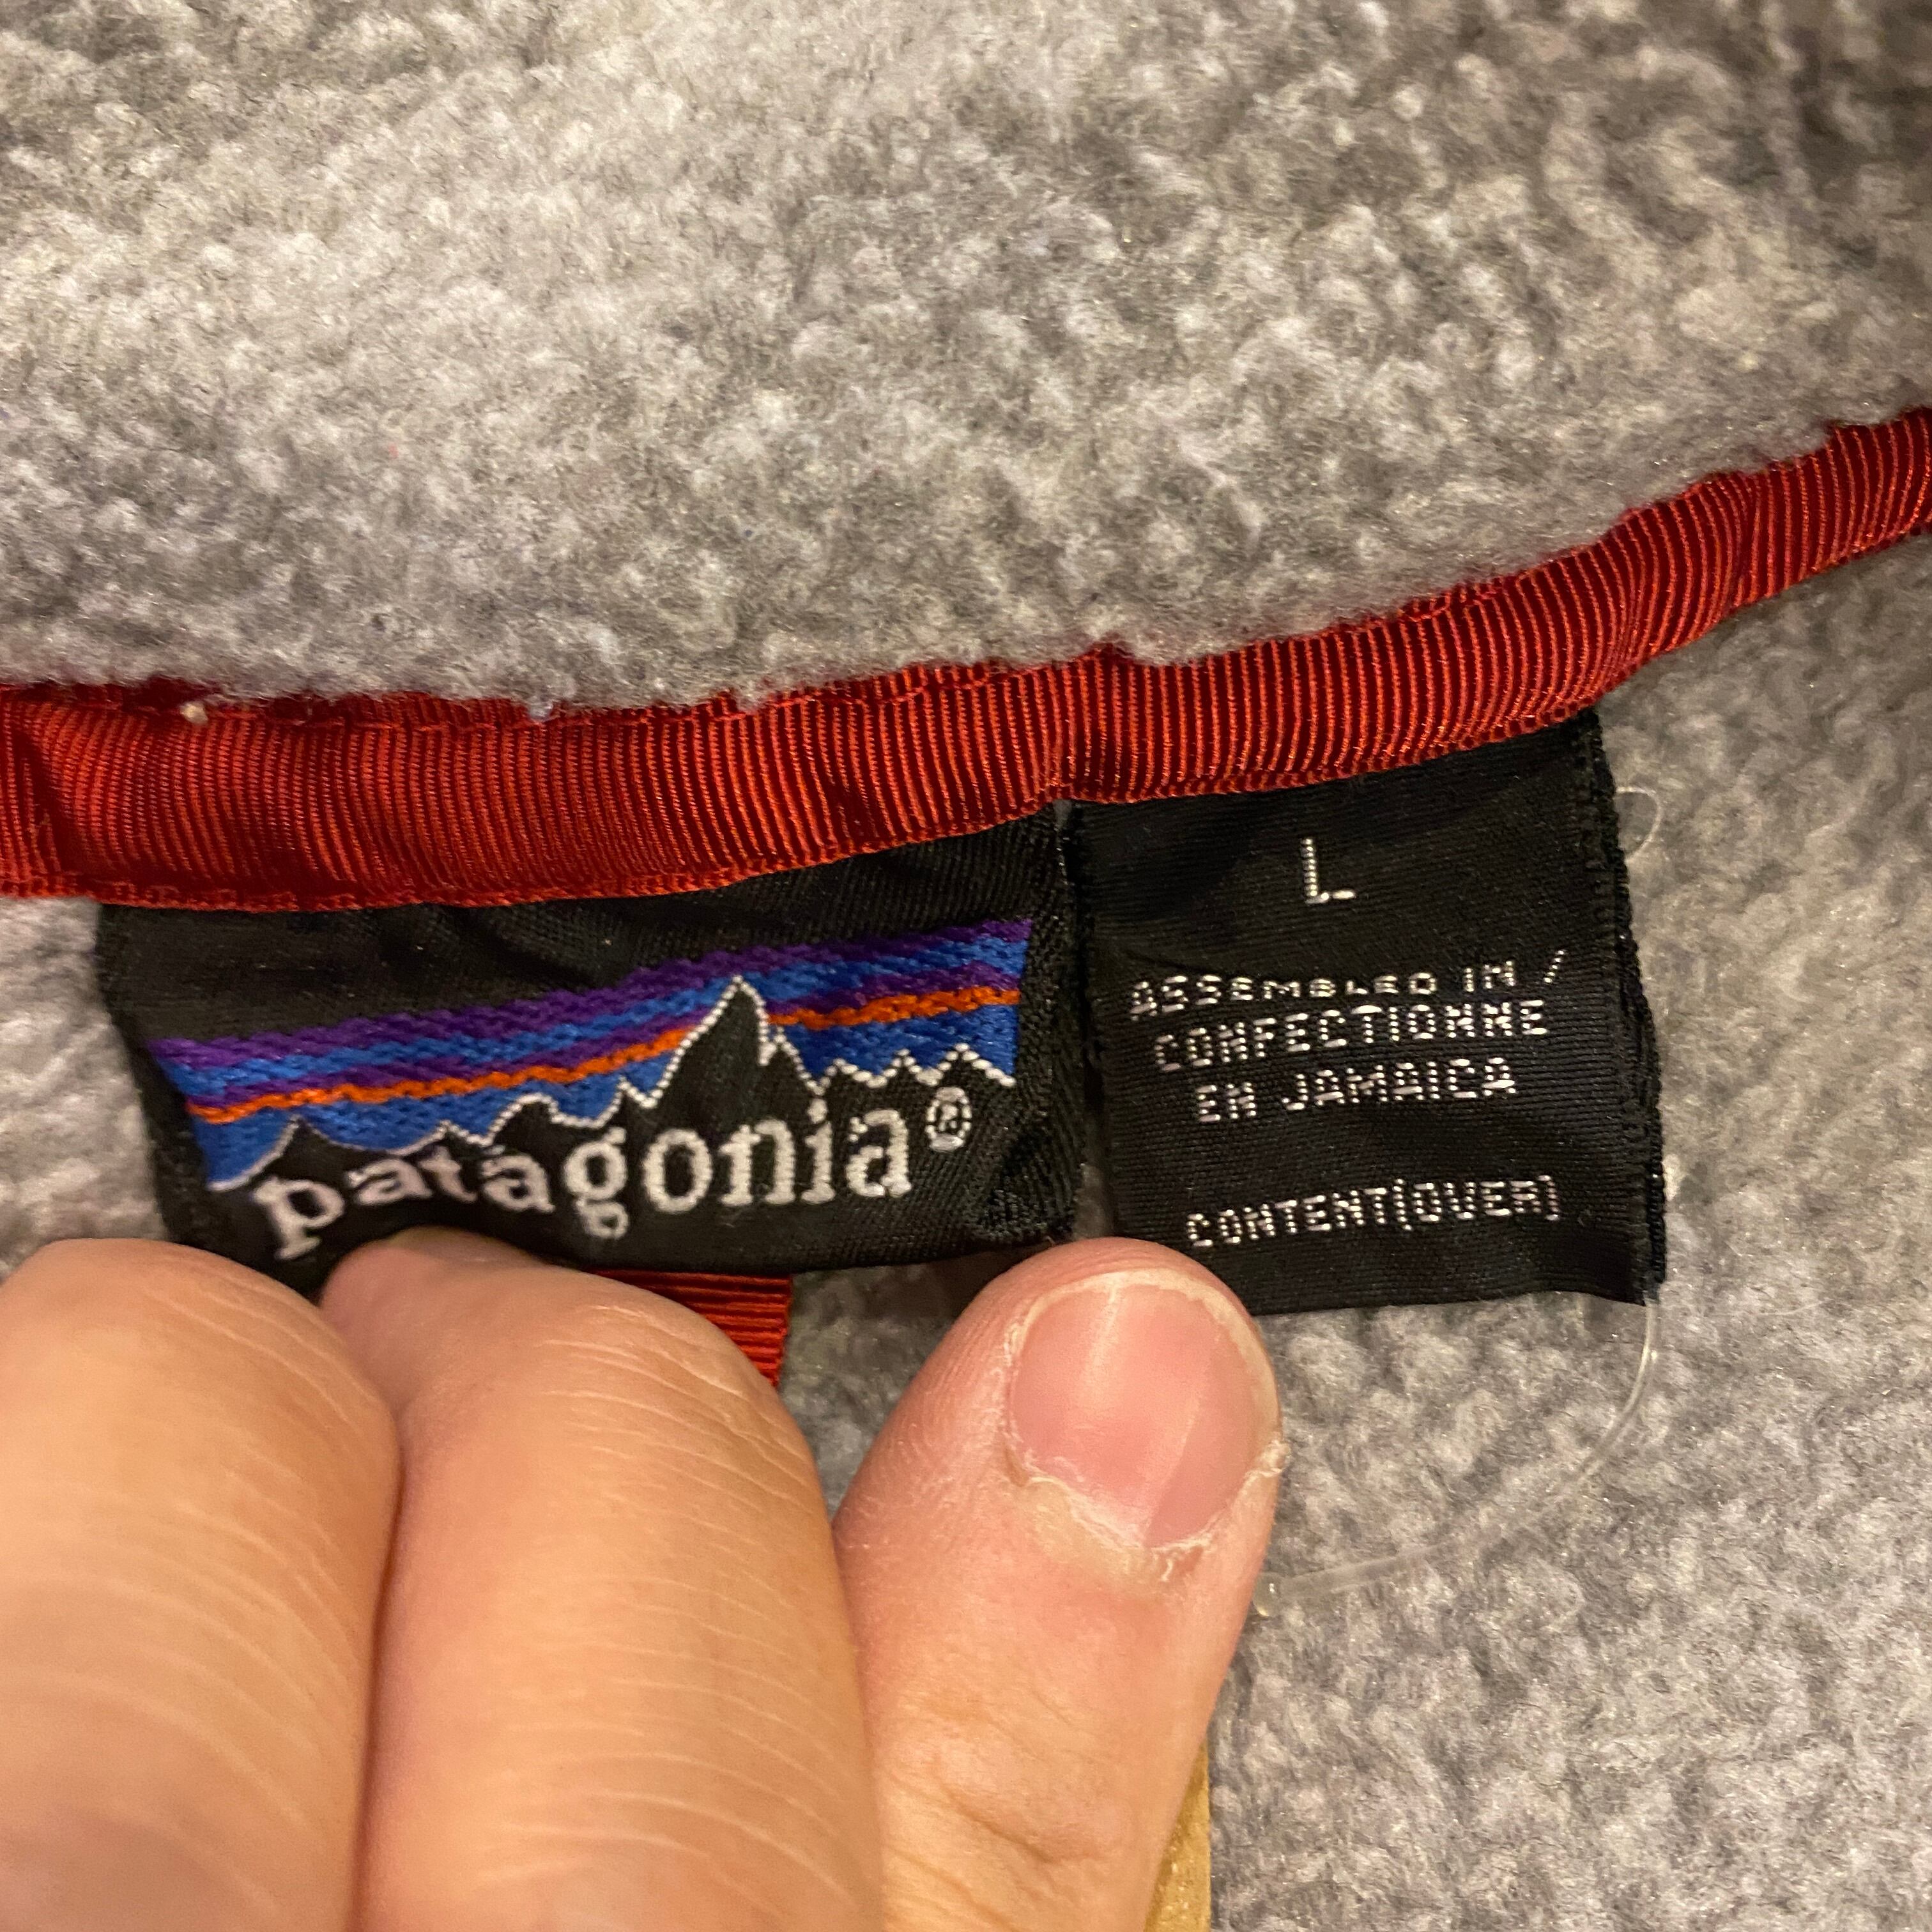 patagonia®
L
ASSEMBLED IN /
CONFECTIONNE
EN JAMAICA
CONTENT(OVER)